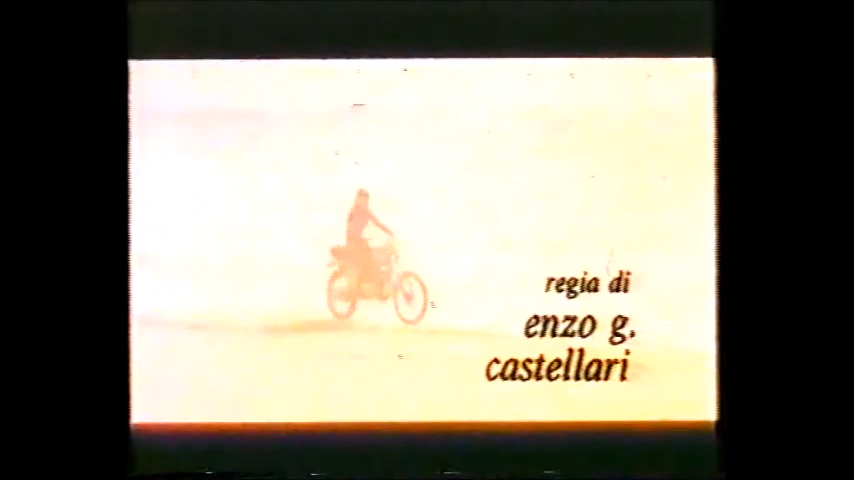 regia di
enzo g.
castellari